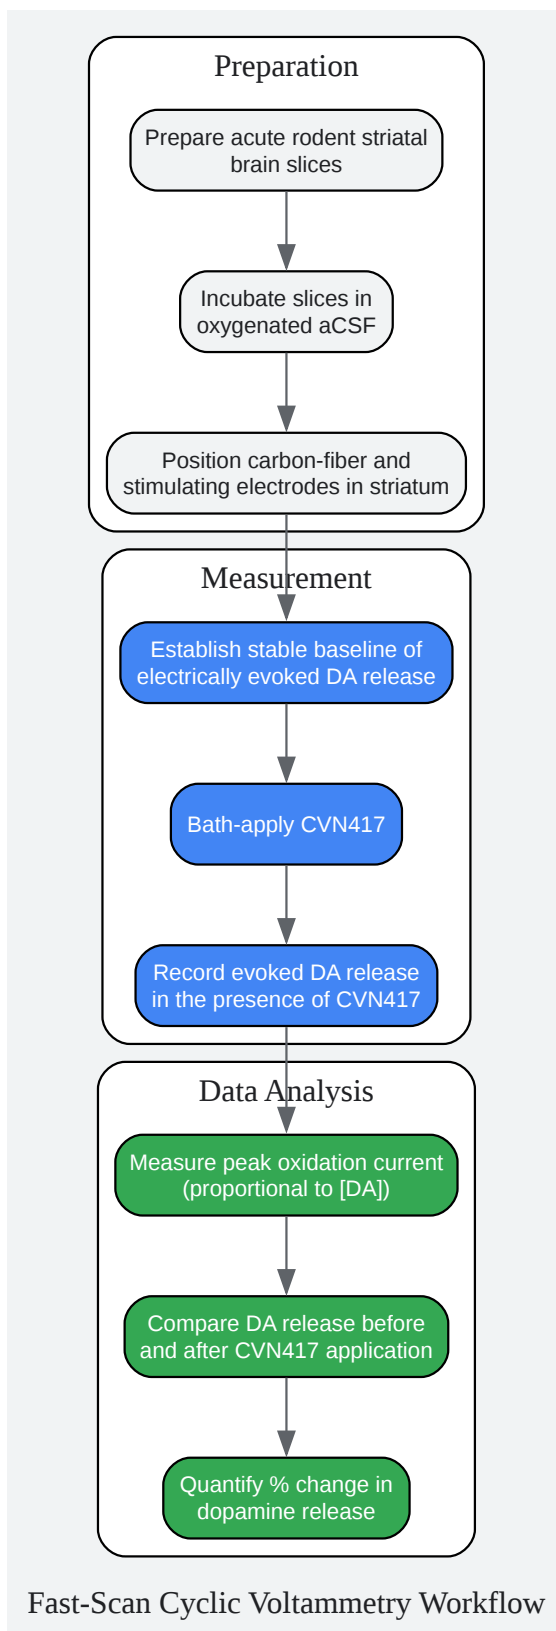 Preparation
Prepare acute rodent striatal
brain slices
Incubate slices in
oxygenated aCSF
Position carbon-fiber and
stimulating electrodes in striatum
Measurement
Establish stable baseline of
electrically evoked DA release
Bath-apply CVN417
Record evoked DA release
in the presence of CVN417
Data Analysis
Measure peak oxidation current
(proportional to [DA])
Compare DA release before
and after CVN417 application
Quantify % change in
dopamine release
Fast-Scan Cyclic Voltammetry Workflow